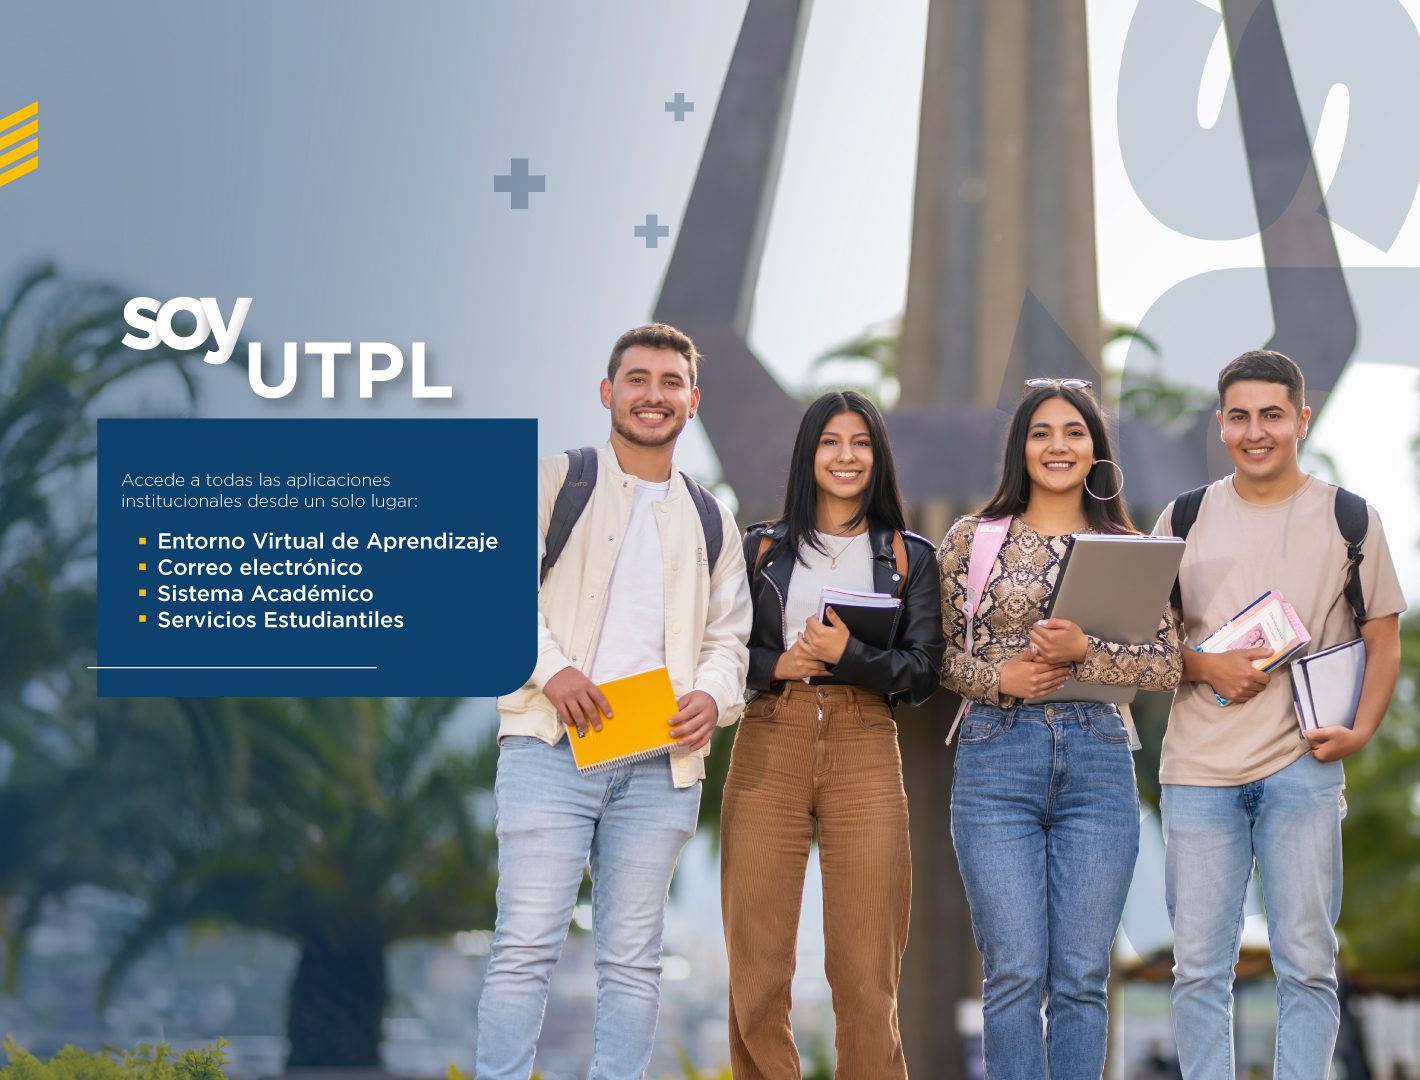 soy
UTPL
Accede a todas las aplicaciones
institucionales desde un solo lugar:
Entorno Virtual de Aprendizaje
Correo electrónico
Sistema Académico
Servicios Estudiantiles